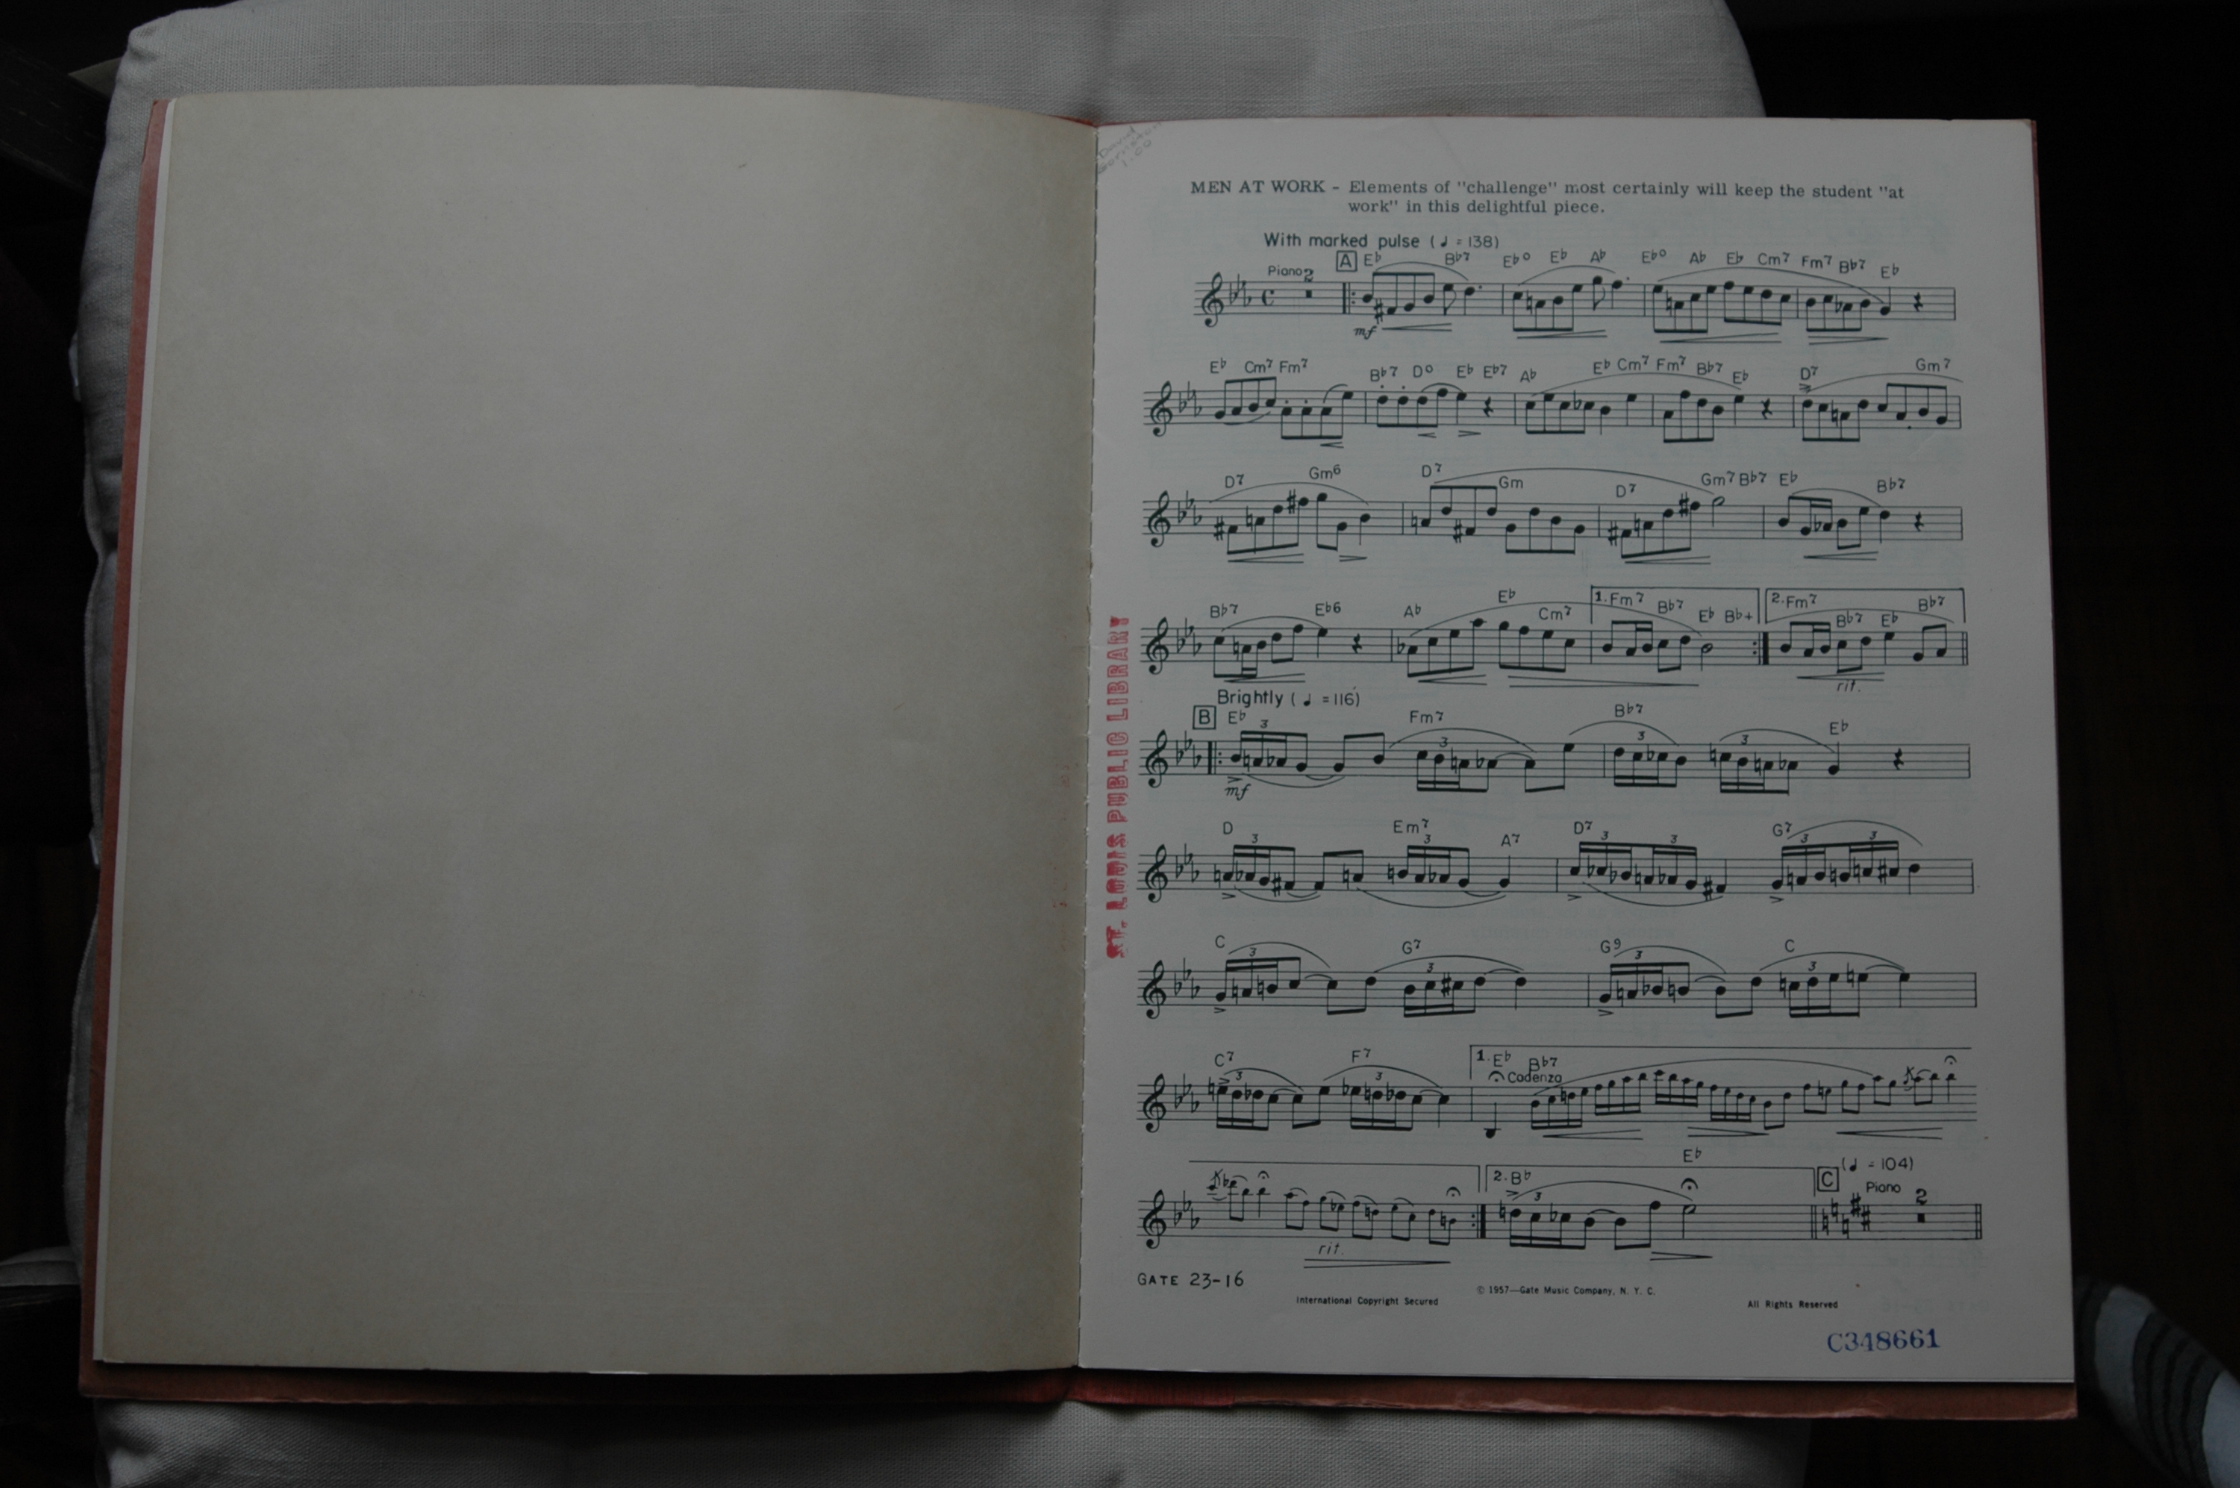 David
1.00
MEN AT WORK - Elements of "challenge" most certainly will keep the student "at
work" in this delightful piece.
With marked pulse (♩ = 138)
Piano 2
A E♭ B♭7 E♭o E♭ A♭ E♭o A♭ E♭ Cm7 Fm7 B♭7 E♭
mf
E♭ Cm7 Fm7 B♭7 Do E♭ E♭7 A♭ E♭ Cm7 Fm7 B♭7 E♭ D7 Gm7
D7 Gm6 D7 Gm D7 Gm7 B♭7 E♭ B♭7
B♭7 E♭6 A♭ E♭ Cm7 1. Fm7 B♭7 E♭ B♭+ 2. Fm7 B♭7 E♭ B♭7
rit.
Brightly (♩ = 116)
B E♭ 3 Fm7 3 B♭7 3 3 E♭
mf
D 3 Em7 3 A7 D7 3 3 G7 3 3
C 3 G7 3 G9 3 C 3
C7 3 F7 3 1. E♭ B♭7
Cadenza
2. B♭ 3 E♭ C (♩ = 104)
Piano 2
rit.
GATE 23-16
© 1957—Gate Music Company, N. Y. C.
International Copyright Secured
All Rights Reserved
C348661
ST. LOUIS PUBLIC LIBRARY